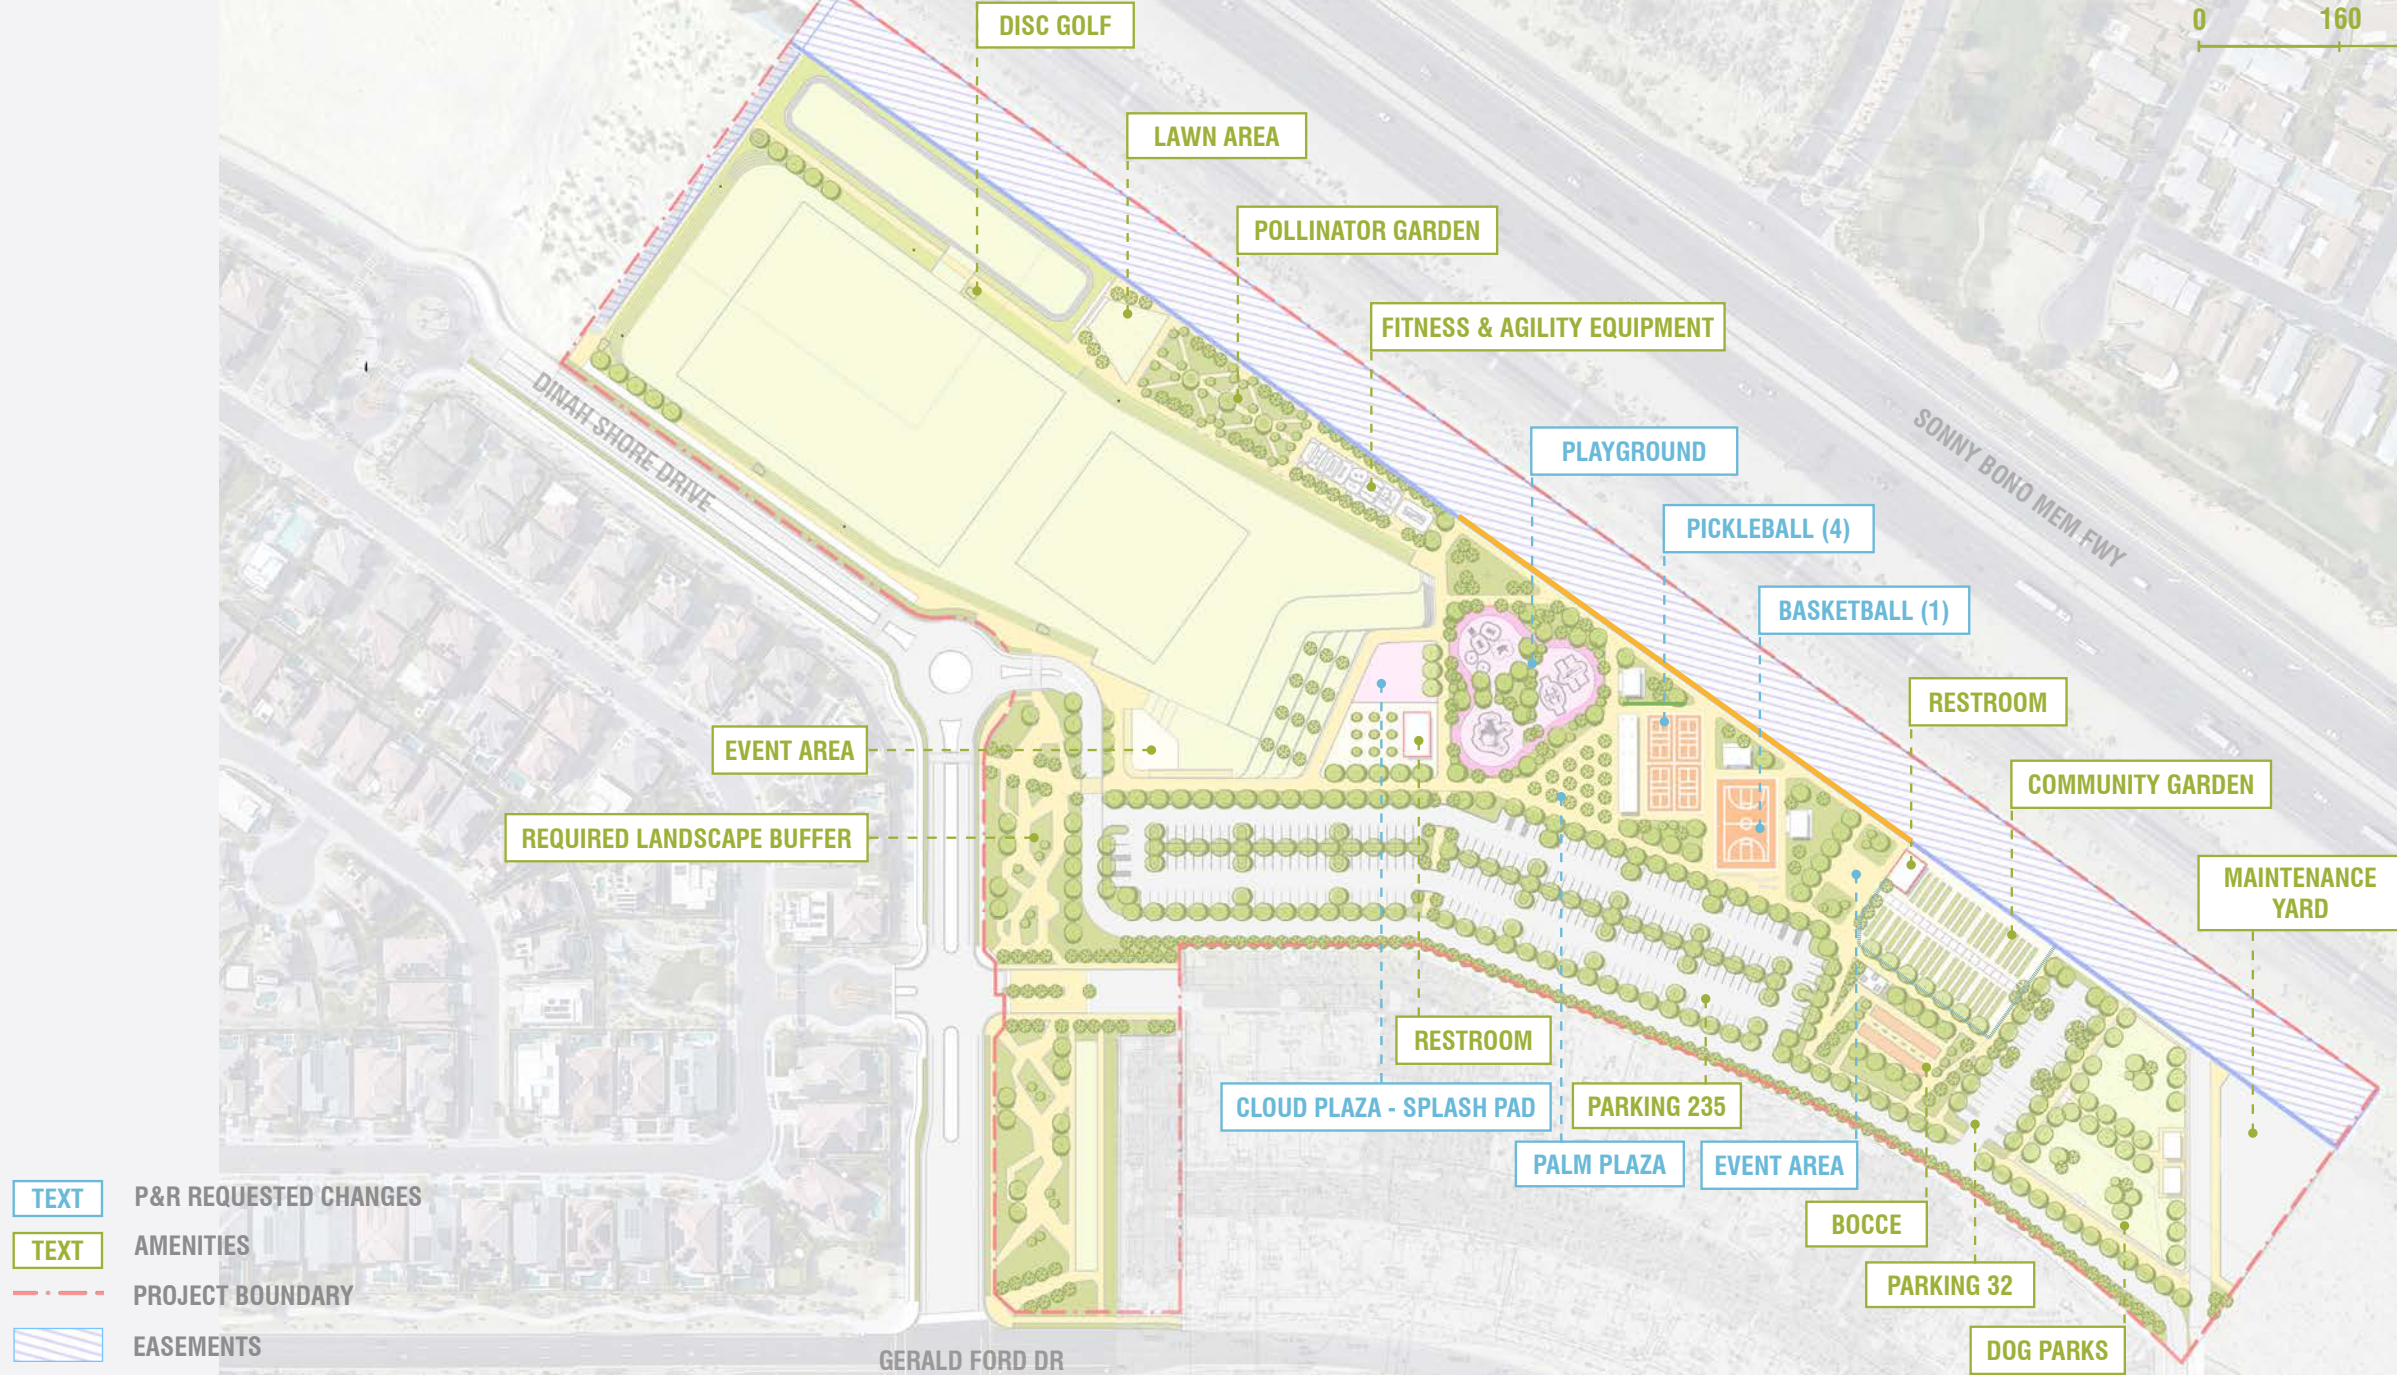 DISC GOLF
0 160
LAWN AREA
POLLINATOR GARDEN
FITNESS & AGILITY EQUIPMENT
DINAH SHORE DRIVE
SONNY BONO MEM FWY
PLAYGROUND
PICKLEBALL (4)
BASKETBALL (1)
RESTROOM
EVENT AREA
COMMUNITY GARDEN
REQUIRED LANDSCAPE BUFFER
MAINTENANCE
YARD
RESTROOM
CLOUD PLAZA - SPLASH PAD
PARKING 235
PALM PLAZA
EVENT AREA
BOCCE
PARKING 32
DOG PARKS
TEXT P&R REQUESTED CHANGES
TEXT AMENITIES
PROJECT BOUNDARY
EASEMENTS
GERALD FORD DR